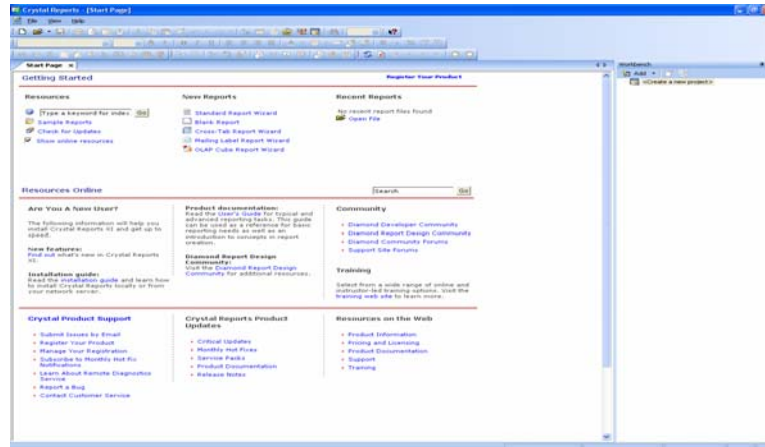 Crystal Reports - [Start Page]
File View Help
Start Page
Workbench
Add
<Create a new project>
Getting Started
Register Your Product
Resources
New Reports
Recent Reports
Type a keyword for index Go
Sample Reports
Check for Updates
Show online resources
Standard Report Wizard
Blank Report
Cross-Tab Report Wizard
Mailing Label Report Wizard
OLAP Cube Report Wizard
No recent report files found
Open File
Resources Online
Search Go
Are You A New User?
The following information will help you
install Crystal Reports XI and get up to
speed.
New features:
Find out what's new in Crystal Reports
XI.
Installation guide:
Read the installation guide and learn how
to install Crystal Reports locally or from
your network server.
Product documentation:
Read the User's Guide for typical and
advanced reporting tasks. This guide
can be used as a reference for basic
reporting needs as well as an
introduction to concepts in report
creation.
Diamond Report Design
Community:
Visit the Diamond Report Design
Community for additional resources.
Community
Diamond Developer Community
Diamond Report Design Community
Diamond Community Forums
Support Site Forums
Training
Select from a wide range of online and
instructor-led training options. Visit the
training web site to learn more.
Crystal Product Support
Submit Issues by Email
Register Your Product
Manage Your Registration
Subscribe to Monthly Hot Fix
Notifications
Learn About Remote Diagnostics
Service
Report a Bug
Contact Customer Service
Crystal Reports Product
Updates
Critical Updates
Monthly Hot Fixes
Service Packs
Product Documentation
Release Notes
Resources on the Web
Product Information
Pricing and Licensing
Product Documentation
Support
Training